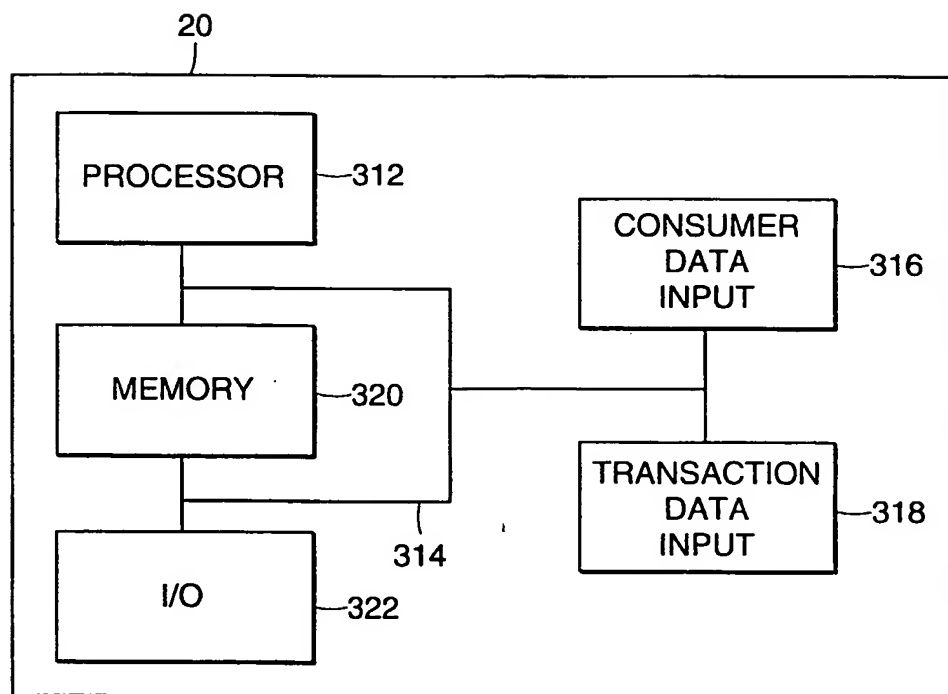 20
PROCESSOR
312
CONSUMER
DATA
INPUT
316
MEMORY
320
TRANSACTION
DATA
INPUT
318
314
I/O
322